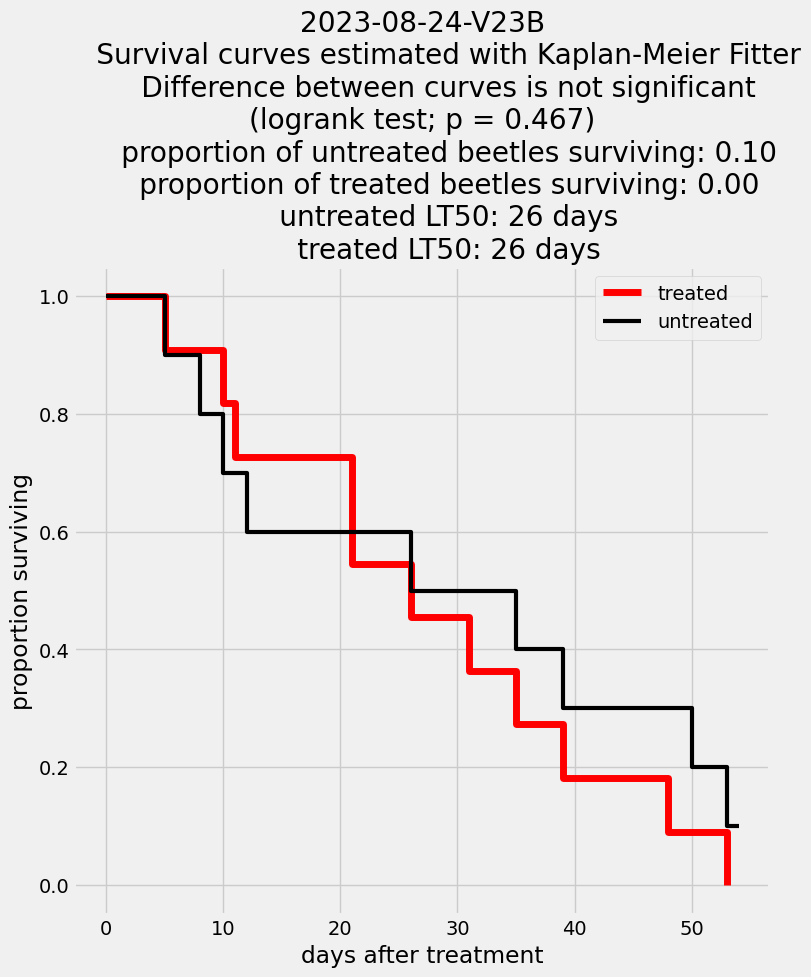 2023-08-24-V23B
Survival curves estimated with Kaplan-Meier Fitter
Difference between curves is not significant
(logrank test; p = 0.467)
proportion of untreated beetles surviving: 0.10
proportion of treated beetles surviving: 0.00
untreated LT50: 26 days
treated LT50: 26 days
treated
untreated
proportion surviving
1.0
0.8
0.6
0.4
0.2
0.0
0 10 20 30 40 50
days after treatment